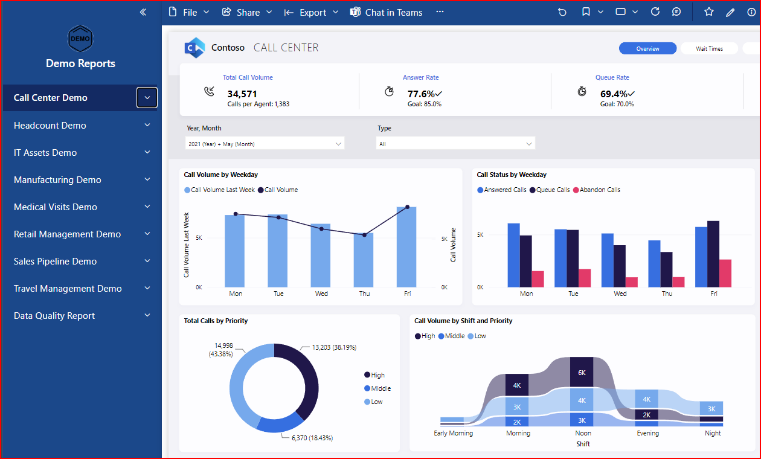 File Share Export Chat in Teams ...
DEMO
Demo Reports
Call Center Demo
Headcount Demo
IT Assets Demo
Manufacturing Demo
Medical Visits Demo
Retail Management Demo
Sales Pipeline Demo
Travel Management Demo
Data Quality Report
Contoso CALL CENTER
Overview Wait Times
Total Call Volume
34,571
Calls per Agent: 1,383
Answer Rate
77.6%✓
Goal: 85.0%
Queue Rate
69.4%✓
Goal: 70.0%
Year, Month
2021 (Year) + May (Month)
Type
All
Call Volume by Weekday
Call Volume Last Week Call Volume
Call Volume Last Week
5K
0K
Mon Tue Wed Thu Fri
5K
0K
Call Volume
Call Status by Weekday
Answered Calls Queue Calls Abandon Calls
5K
0K
Mon Tue Wed Thu Fri
Total Calls by Priority
14,998
(43.38%)
15,203 (38.19%)
6,370 (18.43%)
High
Middle
Low
Call Volume by Shift and Priority
High Middle Low
4K
3K
2K
6K
4K
3K
4K
2K
3K
Early Morning Morning Noon Evening Night
Shift